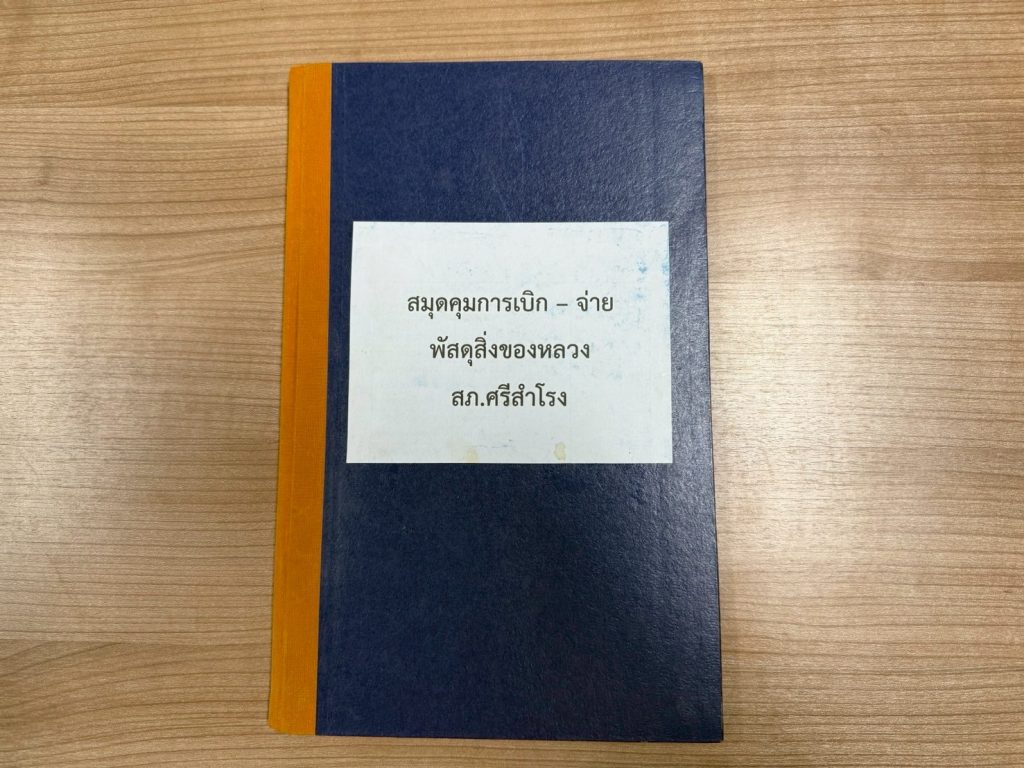 สมุดคุมการเบิก – จ่าย
พัสดุสิ่งของหลวง
สภ.ศรีสำโรง